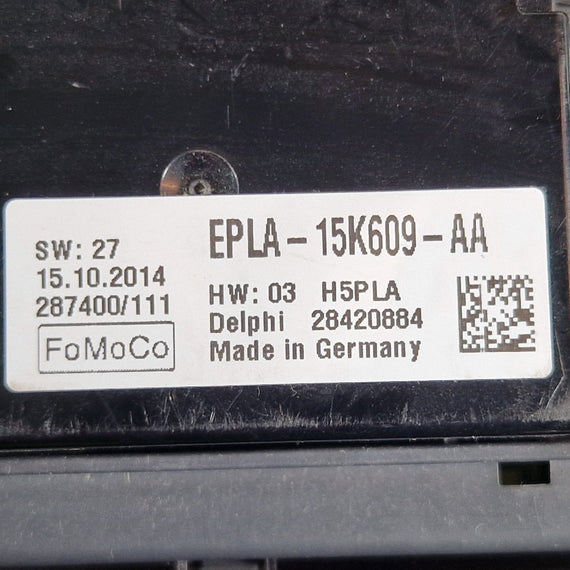 SW: 27
15.10.2014
287400/111
FoMoCo
EPLA-15K609-AA
HW: 03 H5PLA
Delphi 28420884
Made in Germany